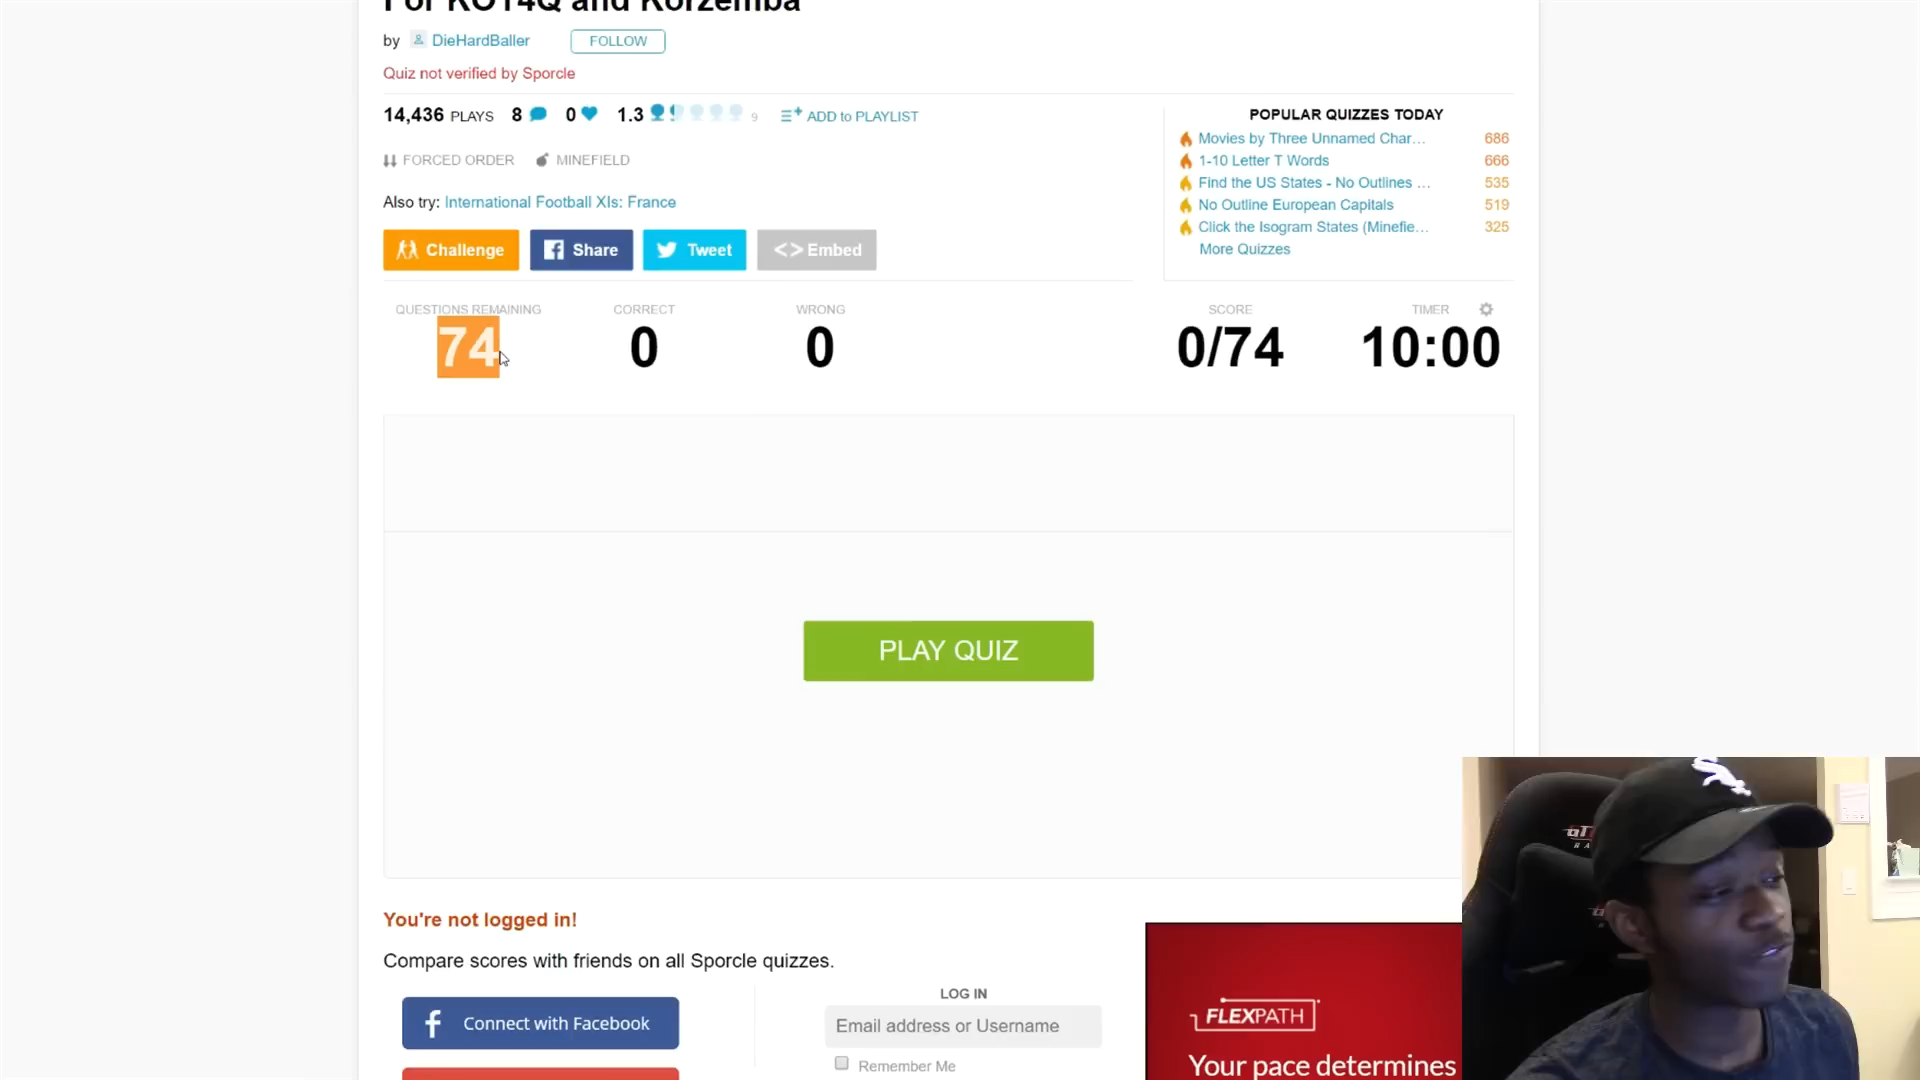 For KOT4Q and Korzemba
by DieHardBaller FOLLOW
Quiz not verified by Sporcle
14,436 PLAYS 8 0 1.3 9 ADD to PLAYLIST
FORCED ORDER MINEFIELD
Also try: International Football XIs: France
Challenge Share Tweet <> Embed
POPULAR QUIZZES TODAY
Movies by Three Unnamed Char... 686
1-10 Letter T Words 666
Find the US States - No Outlines ... 535
No Outline European Capitals 519
Click the Isogram States (Minefie... 325
More Quizzes
QUESTIONS REMAINING CORRECT WRONG SCORE TIMER
74 0 0 0/74 10:00
PLAY QUIZ
You're not logged in!
Compare scores with friends on all Sporcle quizzes.
Connect with Facebook
LOG IN
Email address or Username
Remember Me
FLEXPATH
Your pace determines